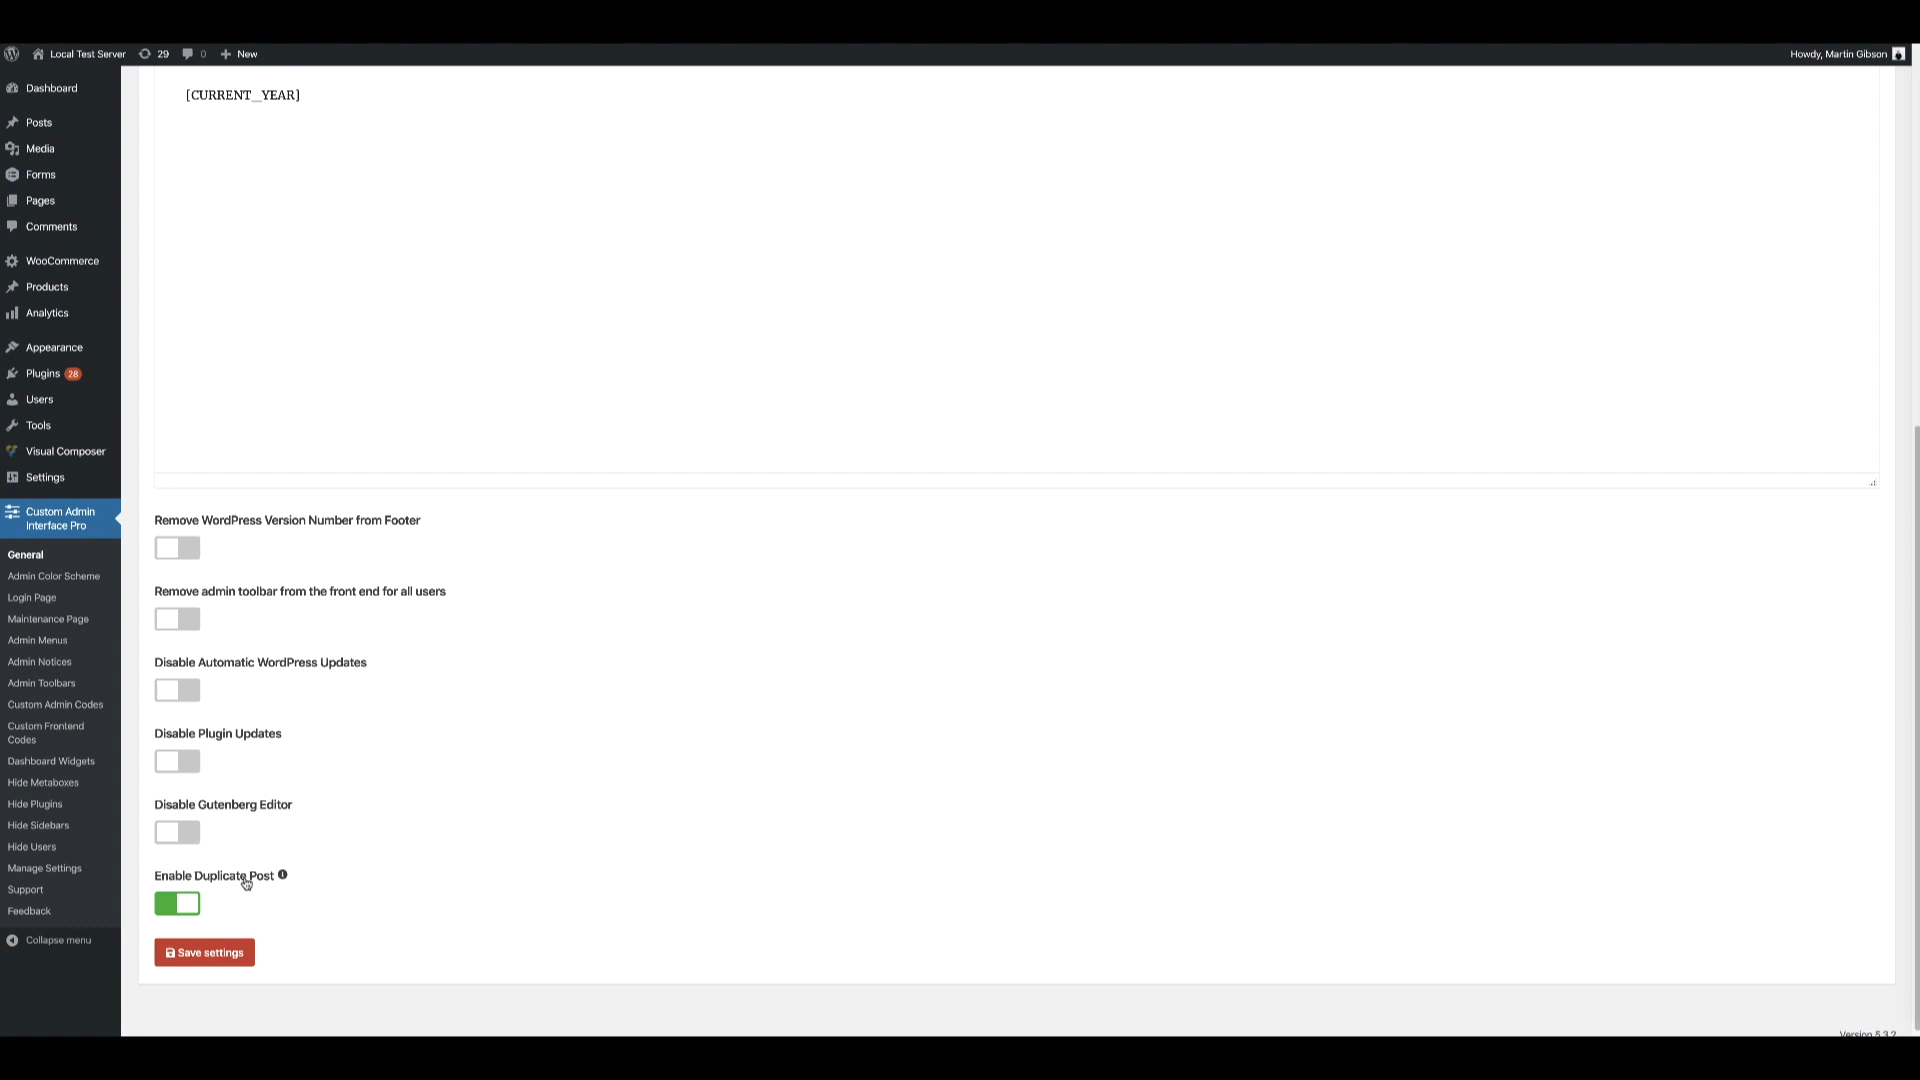 Local Test Server 29 0 New Howdy, Martin Gibson
Dashboard
[CURRENT_YEAR]
Posts
Media
Forms
Pages
Comments
WooCommerce
Products
Analytics
Appearance
Plugins 28
Users
Tools
Visual Composer
Settings
Custom Admin
Interface Pro
General
Admin Color Scheme
Login Page
Maintenance Page
Admin Menus
Admin Notices
Admin Toolbars
Custom Admin Codes
Custom Frontend
Codes
Dashboard Widgets
Hide Metaboxes
Hide Plugins
Hide Sidebars
Hide Users
Manage Settings
Support
Feedback
Collapse menu
Remove WordPress Version Number from Footer
Remove admin toolbar from the front end for all users
Disable Automatic WordPress Updates
Disable Plugin Updates
Disable Gutenberg Editor
Enable Duplicate Post
Save settings
Version 5.3.2